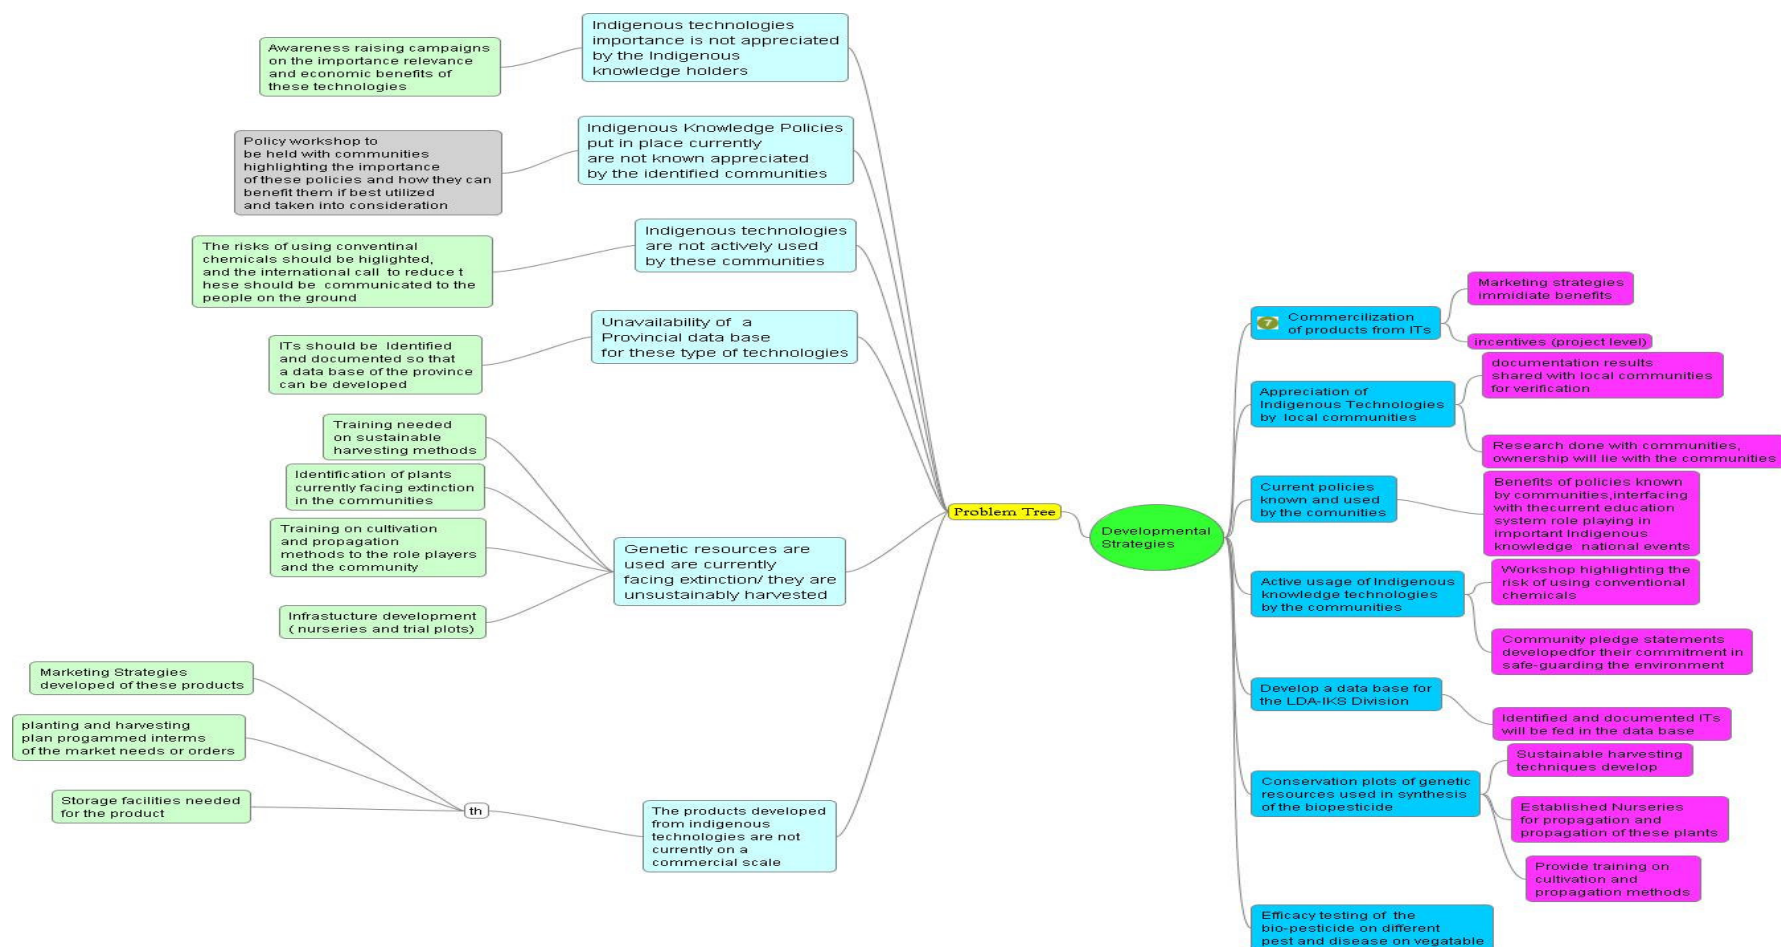 Indigenous technologies
importance is not appreciated
by the Indigenous
knowledge holders
Awareness raising campaigns
on the importance relevance
and economic benefits of
these technologies
Indigenous Knowledge Policies
put in place currently
are not known appreciated
by the identified communities
Policy workshop to
be held with communities
highlighting the importance
of these policies and how they can
benefit them if best utilized
and taken into consideration
Indigenous technologies
are not actively used
by these communities
The risks of using conventinal
chemicals should be higlighted,
and the international call to reduce t
hese should be communicated to the
people on the ground
Unavailability of a
Provincial data base
for these type of technologies
ITs should be Identified
and documented so that
a data base of the province
can be developed
Training needed
on sustainable
harvesting methods
Identification of plants
currently facing extinction
in the communities
Training on cultivation
and propagation
methods to the role players
and the community
Infrastucture development
( nurseries and trial plots)
Genetic resources are
used are currently
facing extinction/ they are
unsustainably harvested
Marketing Strategies
developed of these products
planting and harvesting
plan progammed interms
of the market needs or orders
Storage facilities needed
for the product
th
The products developed
from indigenous
technologies are not
currently on a
commercial scale
Problem Tree
Developmental
Strategies
7
Commercilization
of products from ITs
Marketing strategies
immidiate benefits
incentives (project level)
Appreciation of
Indigenous Technologies
by local communities
documentation results
shared with local communities
for verification
Research done with communities,
ownership will lie with the communities
Current policies
known and used
by the comunities
Benefits of policies known
by communities,interfacing
with thecurrent education
system role playing in
important Indigenous
knowledge national events
Active usage of Indigenous
knowledge technologies
by the communities
Workshop highlighting the
risk of using conventional
chemicals
Community pledge statements
developedfor their commitment in
safe-guarding the environment
Develop a data base for
the LDA-IKS Division
Identified and documented ITs
will be fed in the data base
Conservation plots of genetic
resources used in synthesis
of the biopesticide
Sustainable harvesting
techniques develop
Established Nurseries
for propagation and
propagation of these plants
Provide training on
cultivation and
propagation methods
Efficacy testing of the
bio-pesticide on different
pest and disease on vegatable